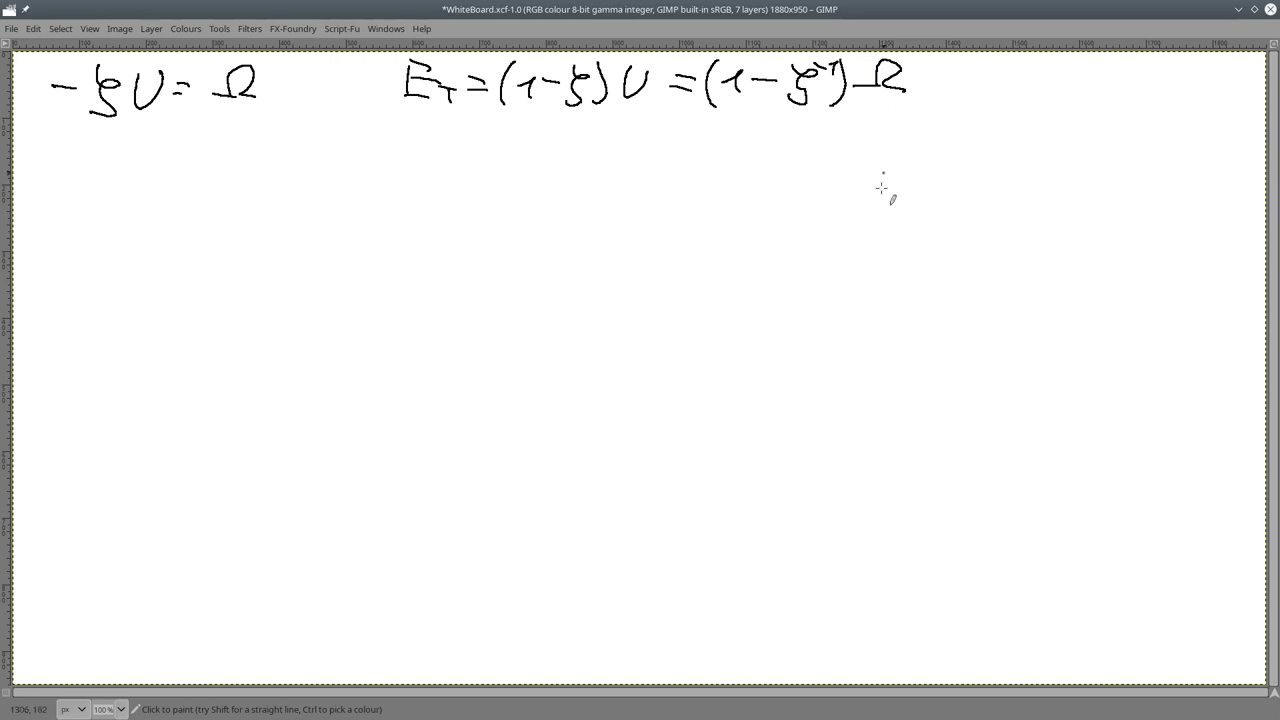 *WhiteBoard.xcf-1.0 (RGB colour 8-bit gamma integer, GIMP built-in sRGB, 7 layers) 1880x950 – GIMP
File Edit Select View Image Layer Colours Tools Filters FX-Foundry Script-Fu Windows Help
-ζU = Ω E_T = (1-ζ)U = (1-ζ^{-1})Ω
1306, 182 px 100% Click to paint (try Shift for a straight line, Ctrl to pick a colour)